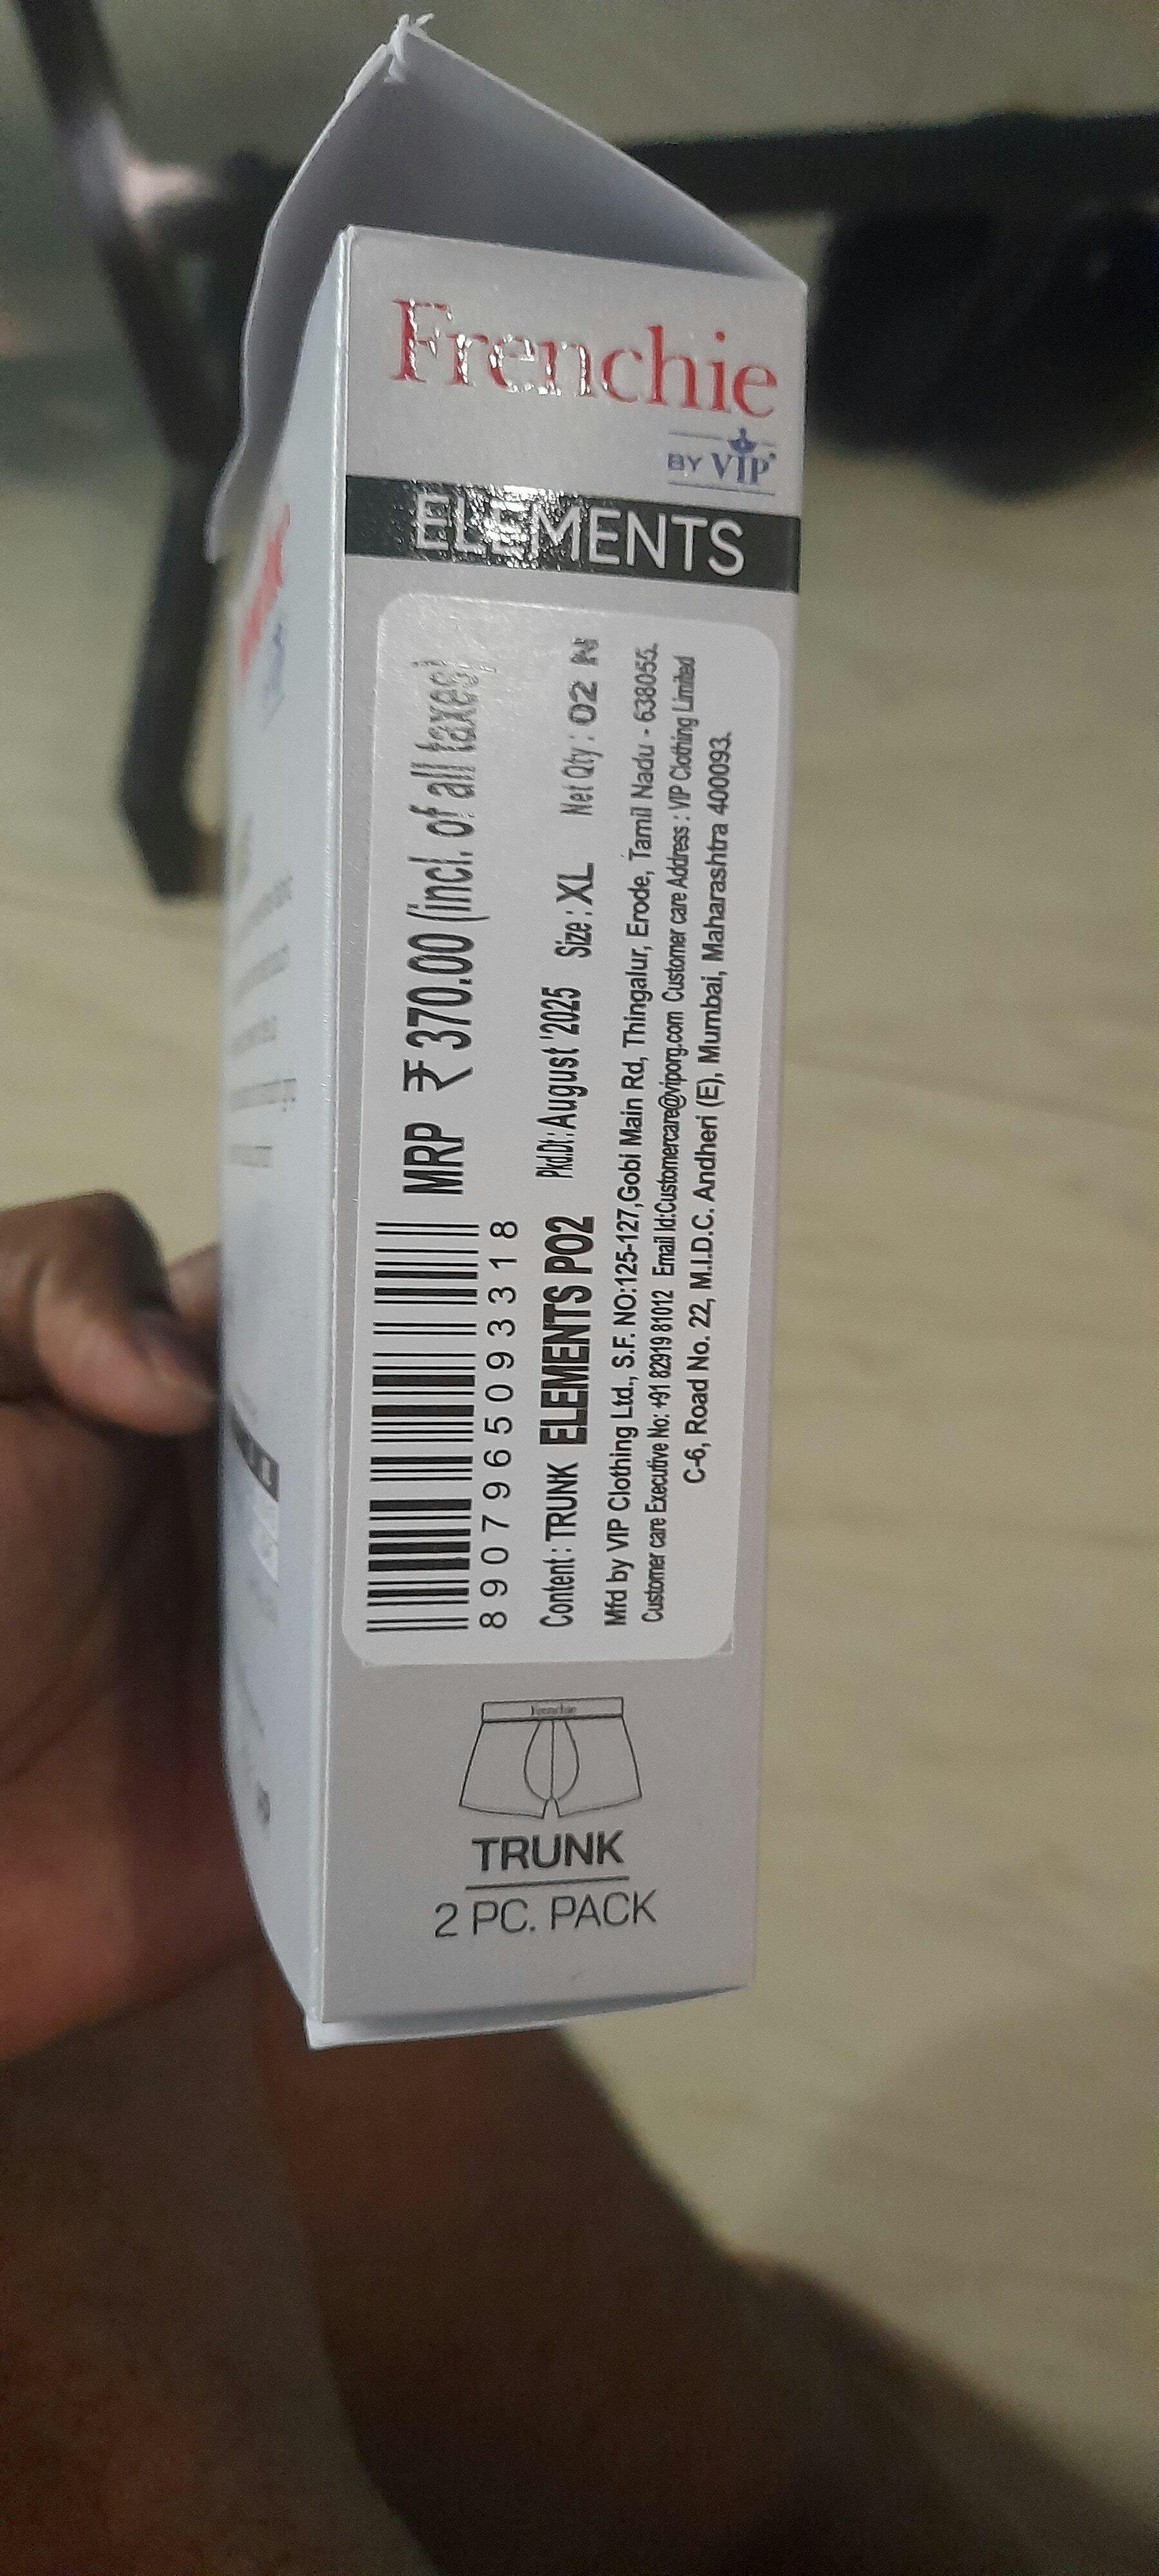 Frenchie
BY VIP
ELEMENTS
MRP ₹ 370.00 (incl. of all taxes)
8907965093318
Content : TRUNK ELEMENTS PO2 Pkd.Dt: August '2025 Size : XL Net Qty : 02 N
Mfd by VIP Clothing Ltd., S.F. NO:125-127,Gobi Main Rd, Thingalur, Erode, Tamil Nadu - 638055.
Customer care Executive No: +91 82919 81012 Email Id:Customercare@viporg.com Customer care Address : VIP Clothing Limited
C-6, Road No. 22, M.I.D.C. Andheri (E), Mumbai, Maharashtra 400093.
Frenchie
TRUNK
2 PC. PACK